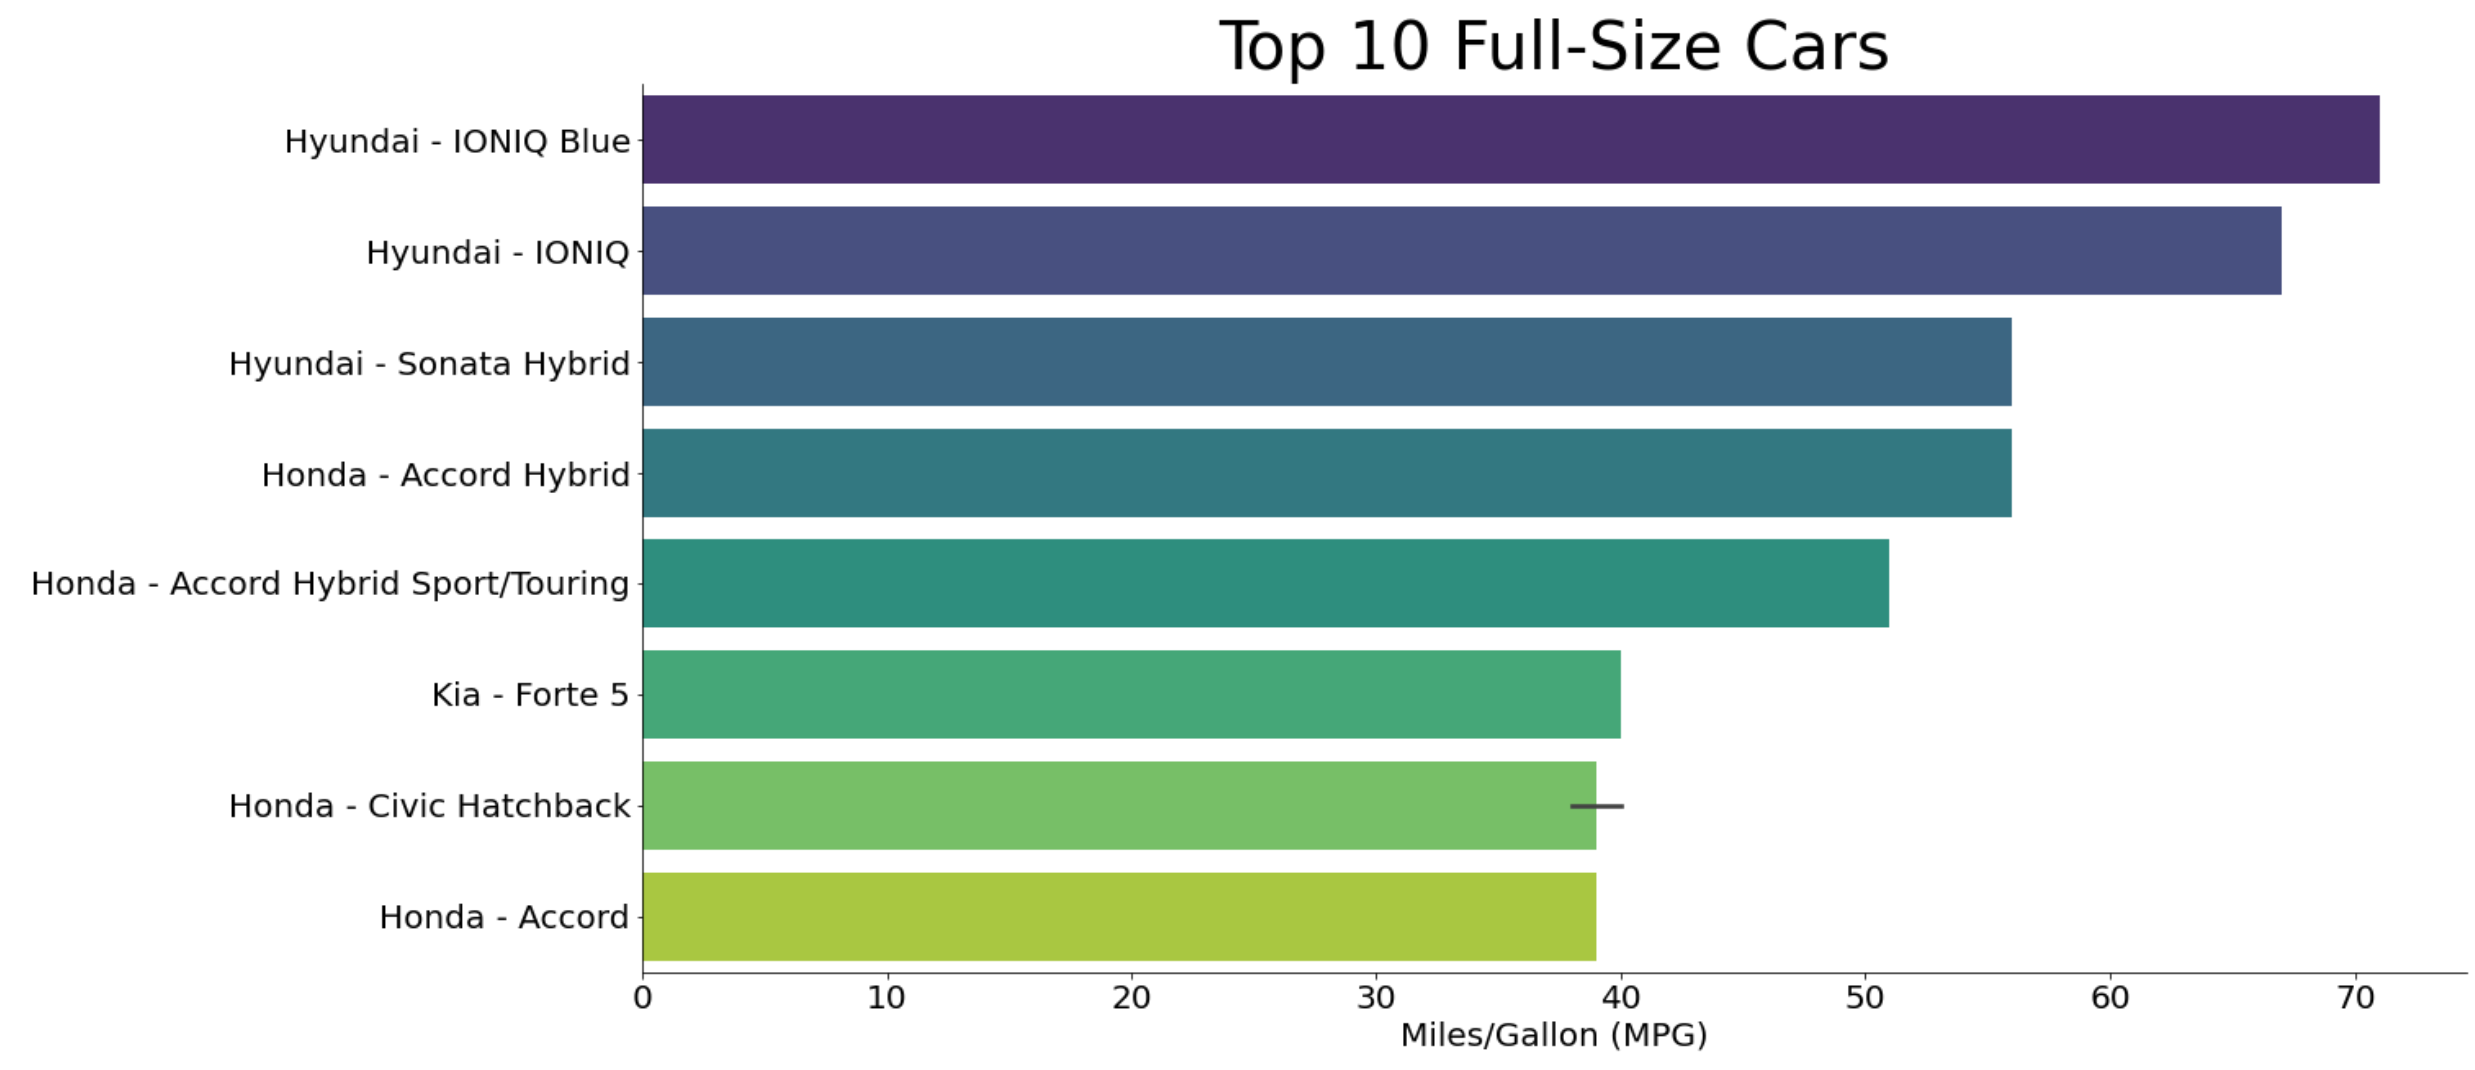 Top 10 Full-Size Cars
Hyundai - IONIQ Blue
Hyundai - IONIQ
Hyundai - Sonata Hybrid
Honda - Accord Hybrid
Honda - Accord Hybrid Sport/Touring
Kia - Forte 5
Honda - Civic Hatchback
Honda - Accord
0 10 20 30 40 50 60 70
Miles/Gallon (MPG)